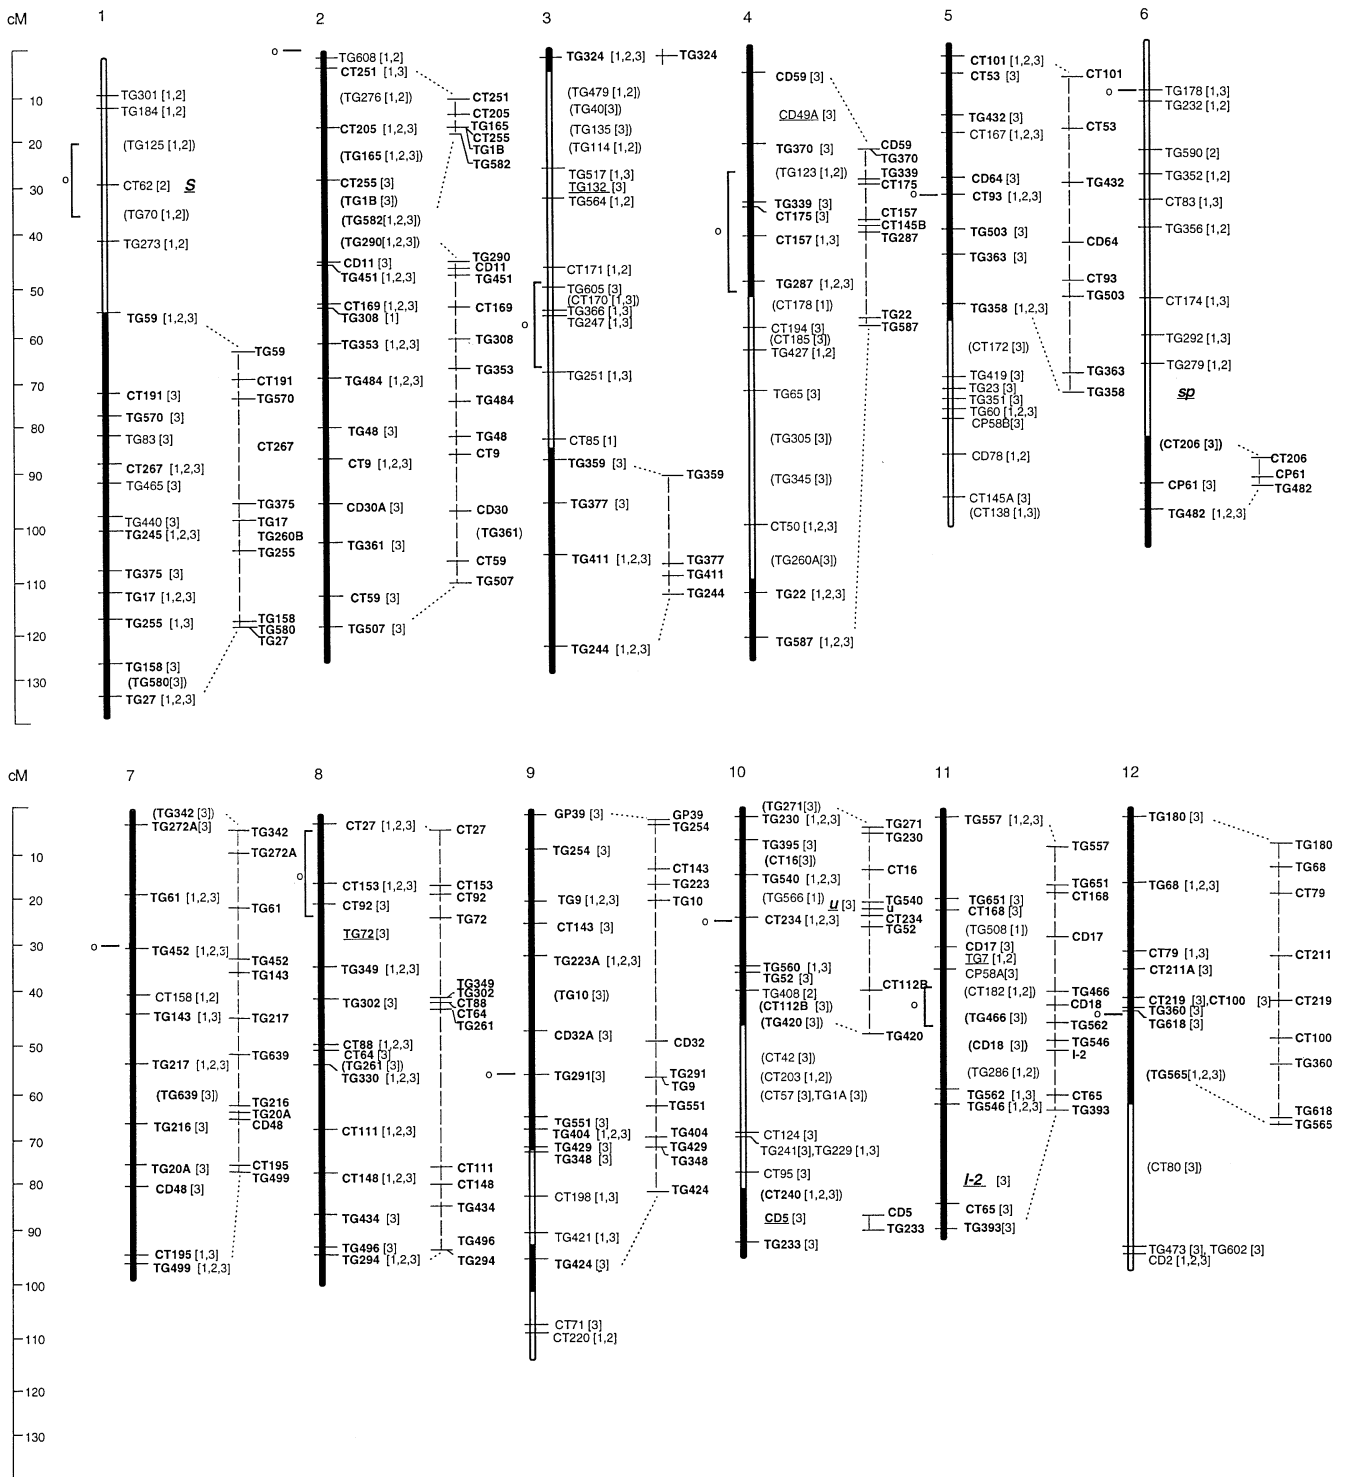 cM
1
2
3
4
5
6
10
20
30
40
50
60
70
80
90
100
110
120
130
TG301 [1,2]
TG184 [1,2]
(TG125 [1,2])
o
CT62 [2] S
(TG70 [1,2])
TG273 [1,2]
TG59 [1,2,3]
CT191 [3]
TG570 [3]
TG83 [3]
CT267 [1,2,3]
TG465 [3]
TG440 [3]
TG245 [1,2,3]
TG375 [3]
TG17 [1,2,3]
TG255 [1,3]
TG158 [3]
(TG580[3])
TG27 [1,2,3]
TG59
CT191
TG570
CT267
TG375
TG17
TG260B
TG255
TG158
TG580
TG27
o
TG608 [1,2]
CT251 [1,3]
(TG276 [1,2])
CT205 [1,2,3]
(TG165 [1,2,3])
CT255 [3]
(TG1B [3])
(TG582[1,2,3])
(TG290[1,2,3])
CD11 [3]
TG451 [1,2,3]
CT169 [1,2,3]
TG308 [1]
TG353 [1,2,3]
TG484 [1,2,3]
TG48 [3]
CT9 [1,2,3]
CD30A [3]
TG361 [3]
CT59 [3]
TG507 [3]
CT251
CT205
TG165
CT255
TG1B
TG582
TG290
CD11
TG451
CT169
TG308
TG353
TG484
TG48
CT9
CD30
(TG361)
CT59
TG507
TG324 [1,2,3]
(TG479 [1,2])
(TG40[3])
(TG135 [3])
(TG114 [1,2])
TG517 [1,3]
TG132 [3]
TG564 [1,2]
CT171 [1,2]
TG605 [3]
(CT170 [1,3])
TG366 [1,3]
TG247 [1,3]
o
TG251 [1,3]
CT85 [1]
TG359 [3]
TG377 [3]
TG411 [1,2,3]
TG244 [1,2,3]
TG324
TG359
TG377
TG411
TG244
CD59 [3]
CD49A [3]
TG370 [3]
(TG123 [1,2])
TG339 [3]
CT175 [3]
o
CT157 [1,3]
TG287 [1,2,3]
(CT178 [1])
CT194 [3]
(CT185 [3])
TG427 [1,2]
TG65 [3]
(TG305 [3])
(TG345 [3])
CT50 [1,2,3]
(TG260A[3])
TG22 [1,2,3]
TG587 [1,2,3]
CD59
TG370
TG339
CT175
CT157
CT145B
TG287
TG22
TG587
CT101 [1,2,3]
CT53 [3]
TG432 [3]
CT167 [1,2,3]
CD64 [3]
o
CT93 [1,2,3]
TG503 [3]
TG363 [3]
TG358 [1,2,3]
(CT172 [3])
TG419 [3]
TG23 [3]
TG351 [3]
TG60 [1,2,3]
CP58B[3]
CD78 [1,2]
CT145A [3]
(CT138 [1,3])
CT101
CT53
TG432
CD64
CT93
TG503
TG363
TG358
o
TG178 [1,3]
TG232 [1,2]
TG590 [2]
TG352 [1,2]
CT83 [1,3]
TG356 [1,2]
CT174 [1,3]
TG292 [1,3]
TG279 [1,2]
sp
(CT206 [3])
CP61 [3]
TG482 [1,2,3]
CT206
CP61
TG482
cM
7
8
9
10
11
12
10
20
30
40
50
60
70
80
90
100
110
120
130
(TG342 [3])
TG272A[3]
TG61 [1,2,3]
o
TG452 [1,2,3]
CT158 [1,2]
TG143 [1,3]
TG217 [1,2,3]
(TG639 [3])
TG216 [3]
TG20A [3]
CD48 [3]
CT195 [1,3]
TG499 [1,2,3]
TG342
TG272A
TG61
TG452
TG143
TG217
TG639
TG216
TG20A
CD48
CT195
TG499
CT27 [1,2,3]
o
CT153 [1,2,3]
CT92 [3]
TG72[3]
TG349 [1,2,3]
TG302 [3]
CT88 [1,2,3]
CT64 [3]
(TG261 [3])
TG330 [1,2,3]
CT111 [1,2,3]
CT148 [1,2,3]
TG434 [3]
TG496 [3]
TG294 [1,2,3]
CT27
CT153
CT92
TG72
TG349
TG302
CT88
CT64
TG261
CT111
CT148
TG434
TG496
TG294
GP39 [3]
TG254 [3]
TG9 [1,2,3]
CT143 [3]
TG223A [1,2,3]
(TG10 [3])
CD32A [3]
o
TG291[3]
TG551 [3]
TG404 [1,2,3]
TG429 [3]
TG348 [3]
CT198 [1,3]
TG421 [1,3]
TG424 [3]
CT71 [3]
CT220 [1,2]
GP39
TG254
CT143
TG223
TG10
CD32
TG291
TG9
TG551
TG404
TG429
TG348
TG424
(TG271[3])
TG230 [1,2,3]
TG395 [3]
(CT16[3])
TG540 [1,2,3]
(TG566 [1]) u [3]
o
CT234 [1,2,3]
TG560 [1,3]
TG52 [3]
TG408 [2]
(CT112B [3])
(TG420 [3])
(CT42 [3])
(CT203 [1,2])
(CT57 [3],TG1A [3])
CT124 [3]
TG241[3],TG229 [1,3]
CT95 [3]
(CT240 [1,2,3])
CD5 [3]
TG233 [3]
TG271
TG230
CT16
TG540
u
CT234
TG52
CT112B
TG420
CD5
TG233
TG557 [1,2,3]
TG651 [3]
CT168 [3]
(TG508 [1])
CD17 [3]
TG7 [1,2]
CP58A[3]
(CT182 [1,2])
o
(TG466 [3])
(CD18 [3])
(TG286 [1,2])
TG562 [1,3]
TG546 [1,2,3]
I-2 [3]
CT65 [3]
TG393[3]
TG557
TG651
CT168
CD17
TG466
CD18
TG562
TG546
I-2
CT65
TG393
TG180 [3]
TG68 [1,2,3]
CT79 [1,3]
CT211A [3]
CT219 [3],CT100 [3]
o
TG360 [3]
TG618 [3]
(TG565[1,2,3])
(CT80 [3])
TG473 [3], TG602 [3]
CD2 [1,2,3]
TG180
TG68
CT79
CT211
CT219
CT100
TG360
TG618
TG565